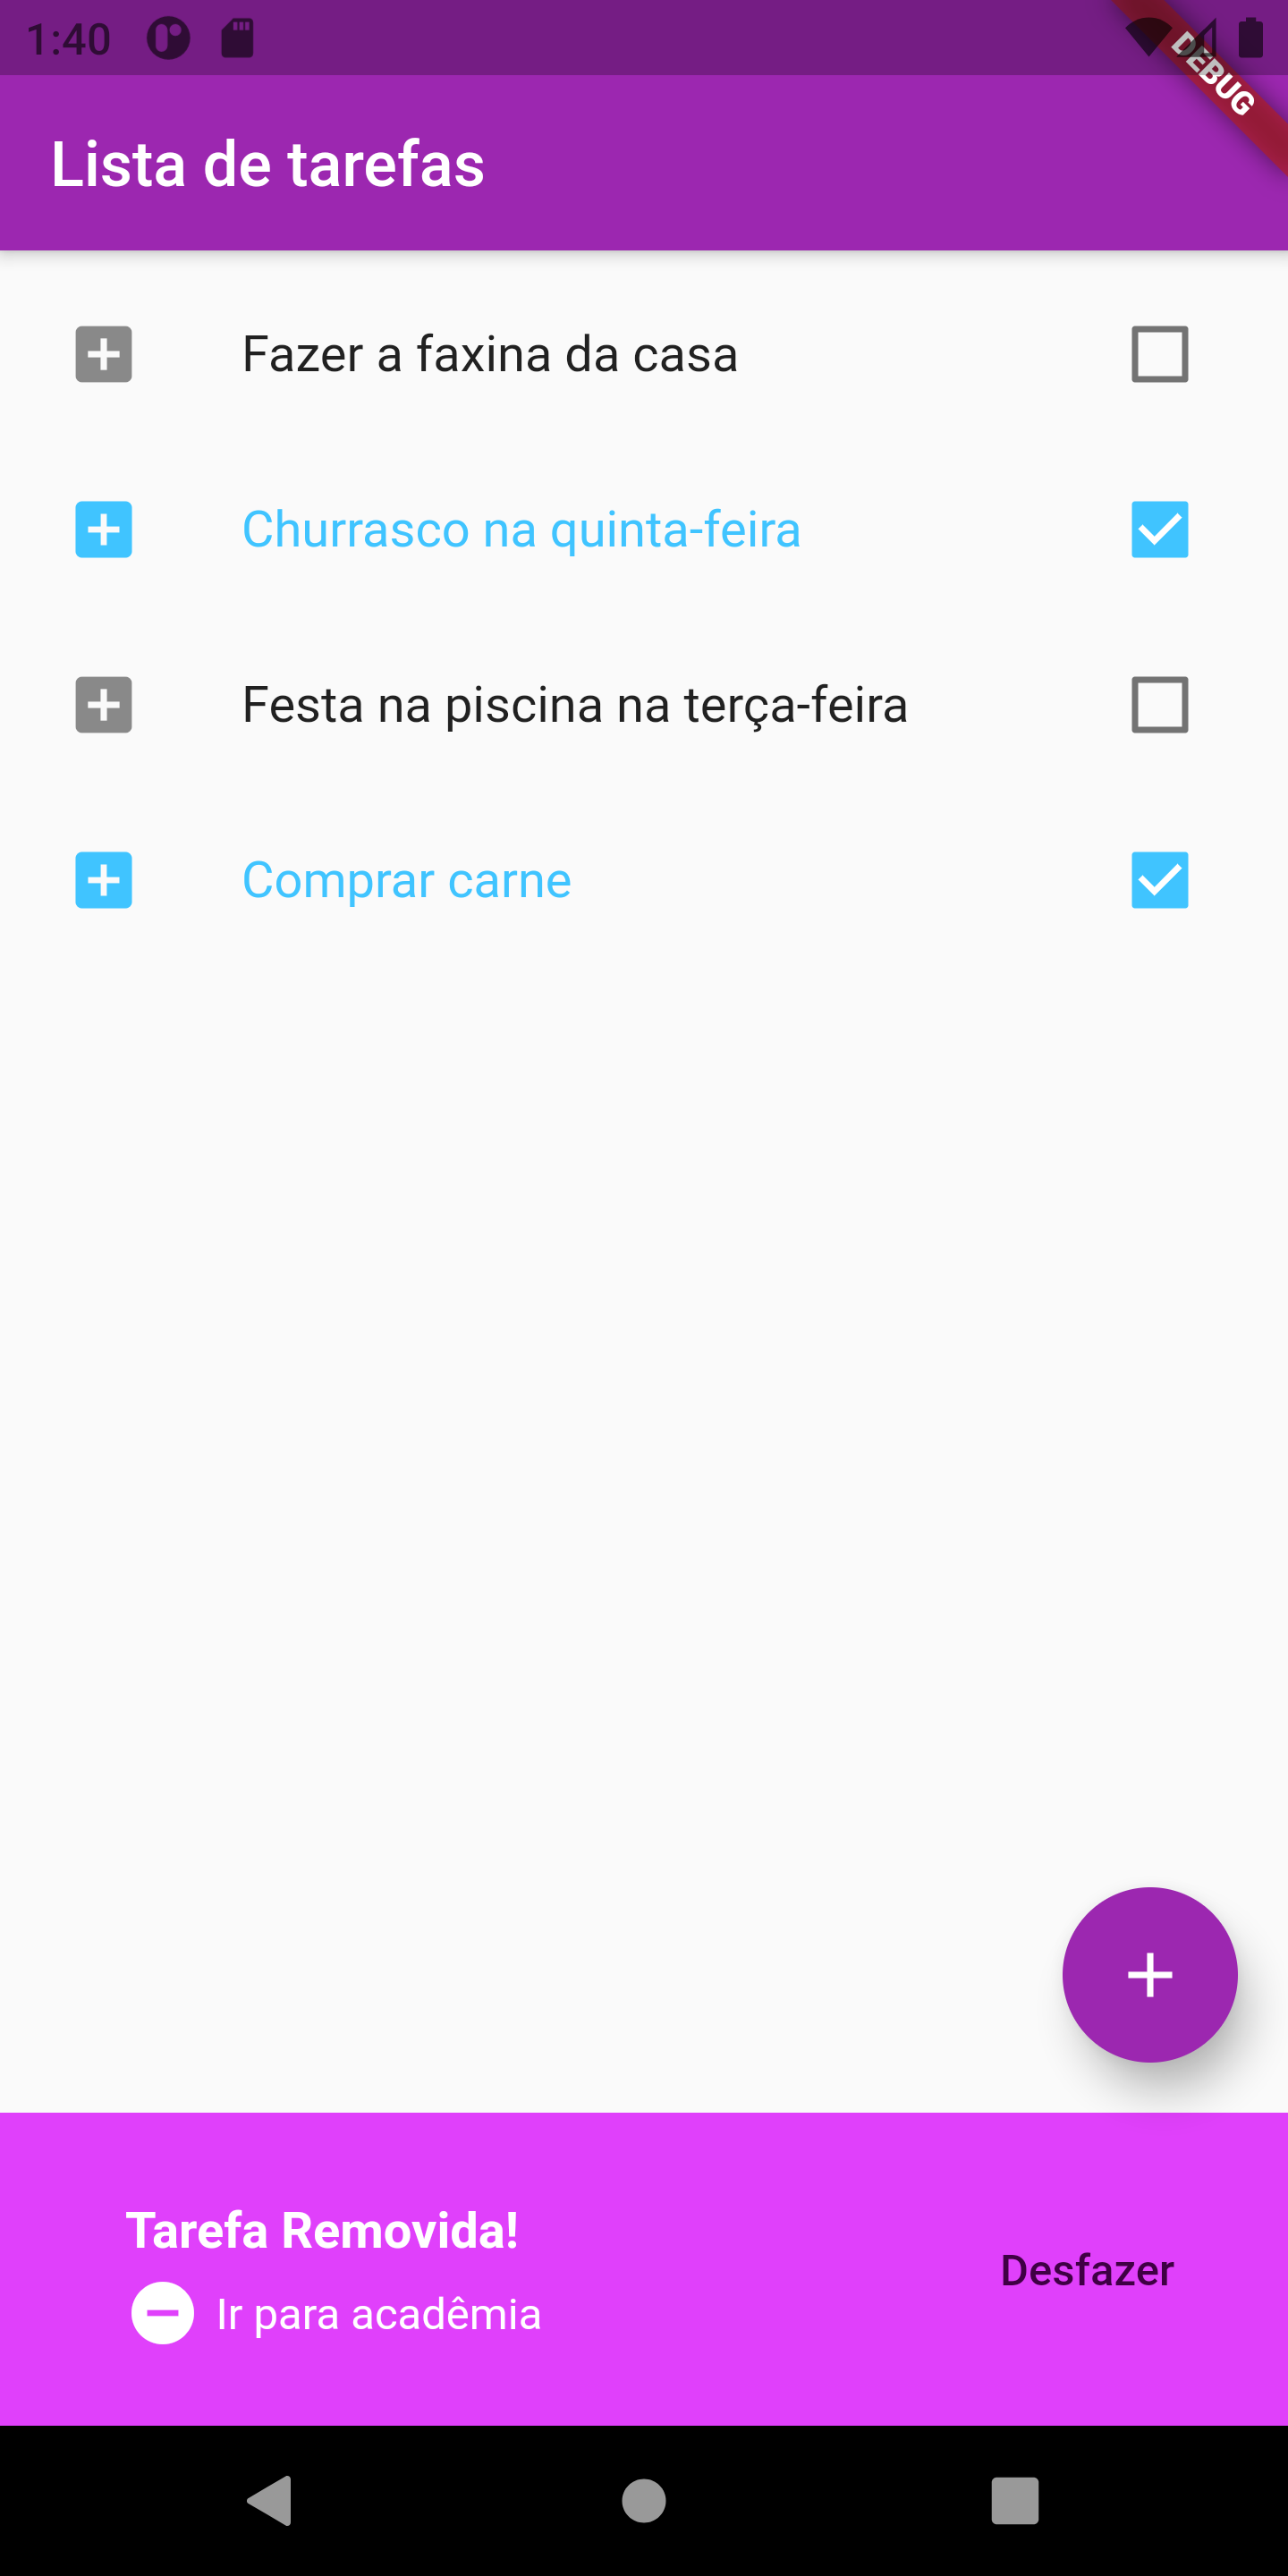 1:40
DEBUG
Lista de tarefas
Fazer a faxina da casa
Churrasco na quinta-feira
Festa na piscina na terça-feira
Comprar carne
Tarefa Removida!
Ir para acadêmia
Desfazer